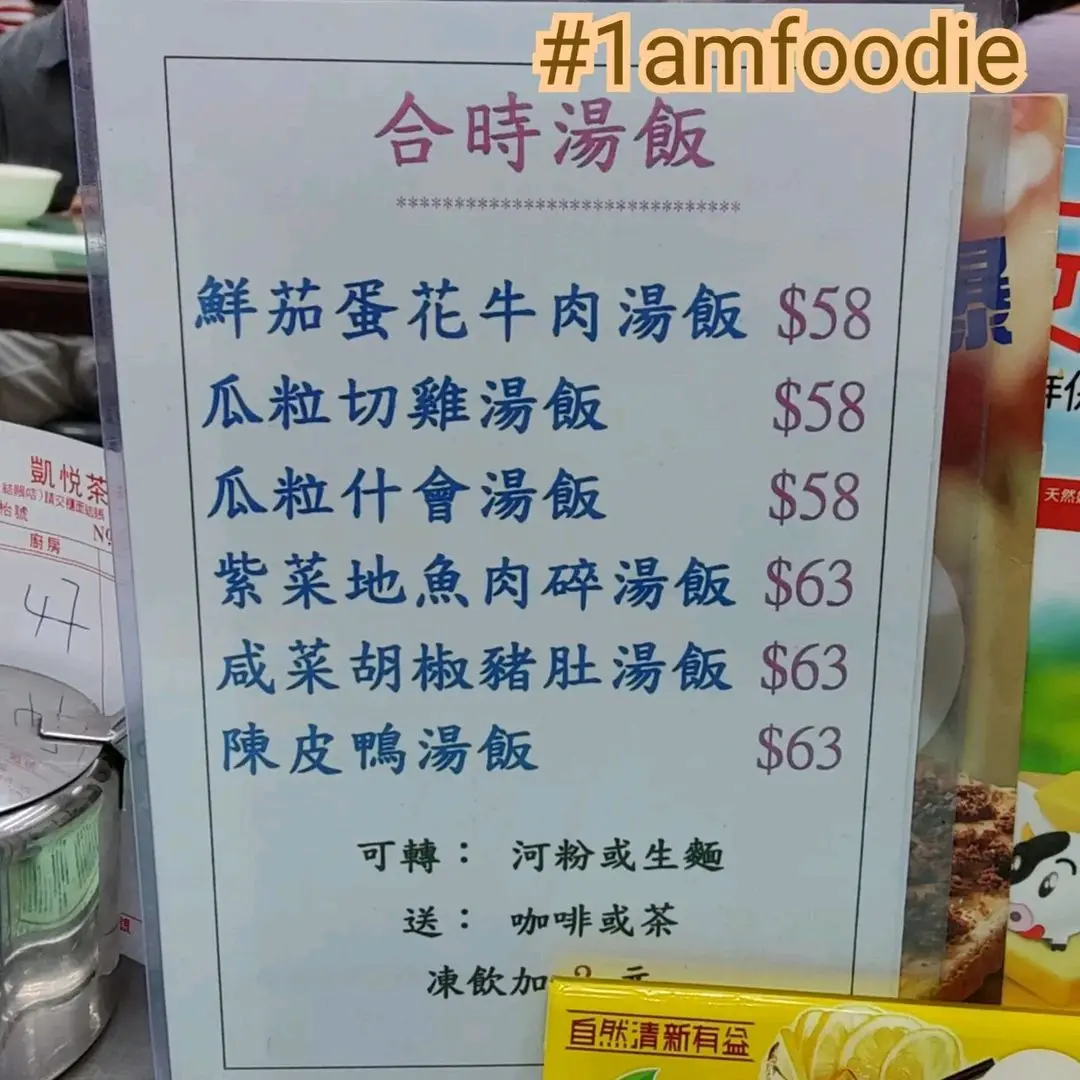 #1amfoodie
合時湯飯
******************************
鮮茄蛋花牛肉湯飯 $58
瓜粒切雞湯飯 $58
瓜粒什會湯飯 $58
紫菜地魚肉碎湯飯 $63
咸菜胡椒豬肚湯飯 $63
陳皮鴨湯飯 $63
可轉： 河粉或生麵
送： 咖啡或茶
凍飲加
凱悅茶
廚房
47
天然
自然清新有益